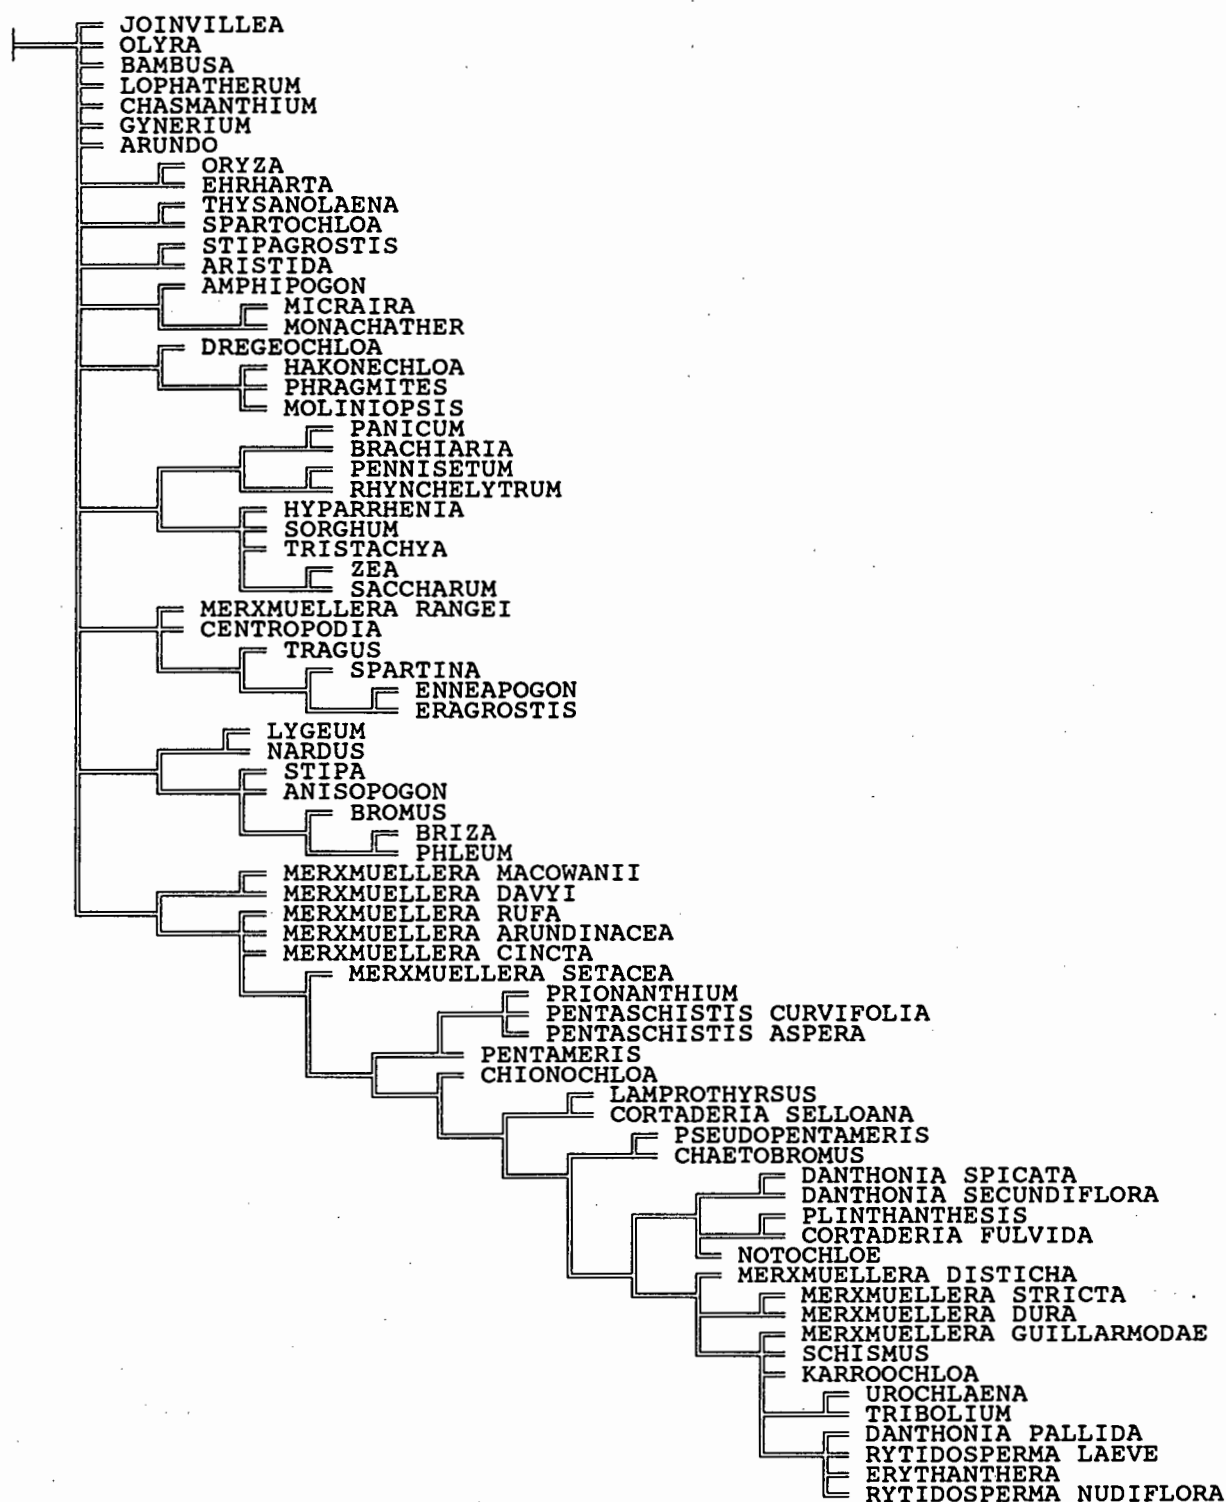 JOINVILLEA
OLYRA
BAMBUSA
LOPHATHERUM
CHASMANTHIUM
GYNERIUM
ARUNDO
ORYZA
EHRHARTA
THYSANOLAENA
SPARTOCHLOA
STIPAGROSTIS
ARISTIDA
AMPHIPOGON
MICRAIRA
MONACHATHER
DREGEOCHLOA
HAKONECHLOA
PHRAGMITES
MOLINIOPSIS
PANICUM
BRACHIARIA
PENNISETUM
RHYNCHELYTRUM
HYPARRHENIA
SORGHUM
TRISTACHYA
ZEA
SACCHARUM
MERXMUELLERA RANGEI
CENTROPODIA
TRAGUS
SPARTINA
ENNEAPOGON
ERAGROSTIS
LYGEUM
NARDUS
STIPA
ANISOPOGON
BROMUS
BRIZA
PHLEUM
MERXMUELLERA MACOWANII
MERXMUELLERA DAVYI
MERXMUELLERA RUFA
MERXMUELLERA ARUNDINACEA
MERXMUELLERA CINCTA
MERXMUELLERA SETACEA
PRIONANTHIUM
PENTASCHISTIS CURVIFOLIA
PENTASCHISTIS ASPERA
PENTAMERIS
CHIONOCHLOA
LAMPROTHYRSUS
CORTADERIA SELLOANA
PSEUDOPENTAMERIS
CHAETOBROMUS
DANTHONIA SPICATA
DANTHONIA SECUNDIFLORA
PLINTHANTHESIS
CORTADERIA FULVIDA
NOTOCHLOE
MERXMUELLERA DISTICHA
MERXMUELLERA STRICTA
MERXMUELLERA DURA
MERXMUELLERA GUILLARMODAE
SCHISMUS
KARROOCHLOA
UROCHLAENA
TRIBOLIUM
DANTHONIA PALLIDA
RYTIDOSPERMA LAEVE
ERYTHANTHERA
RYTIDOSPERMA NUDIFLORA